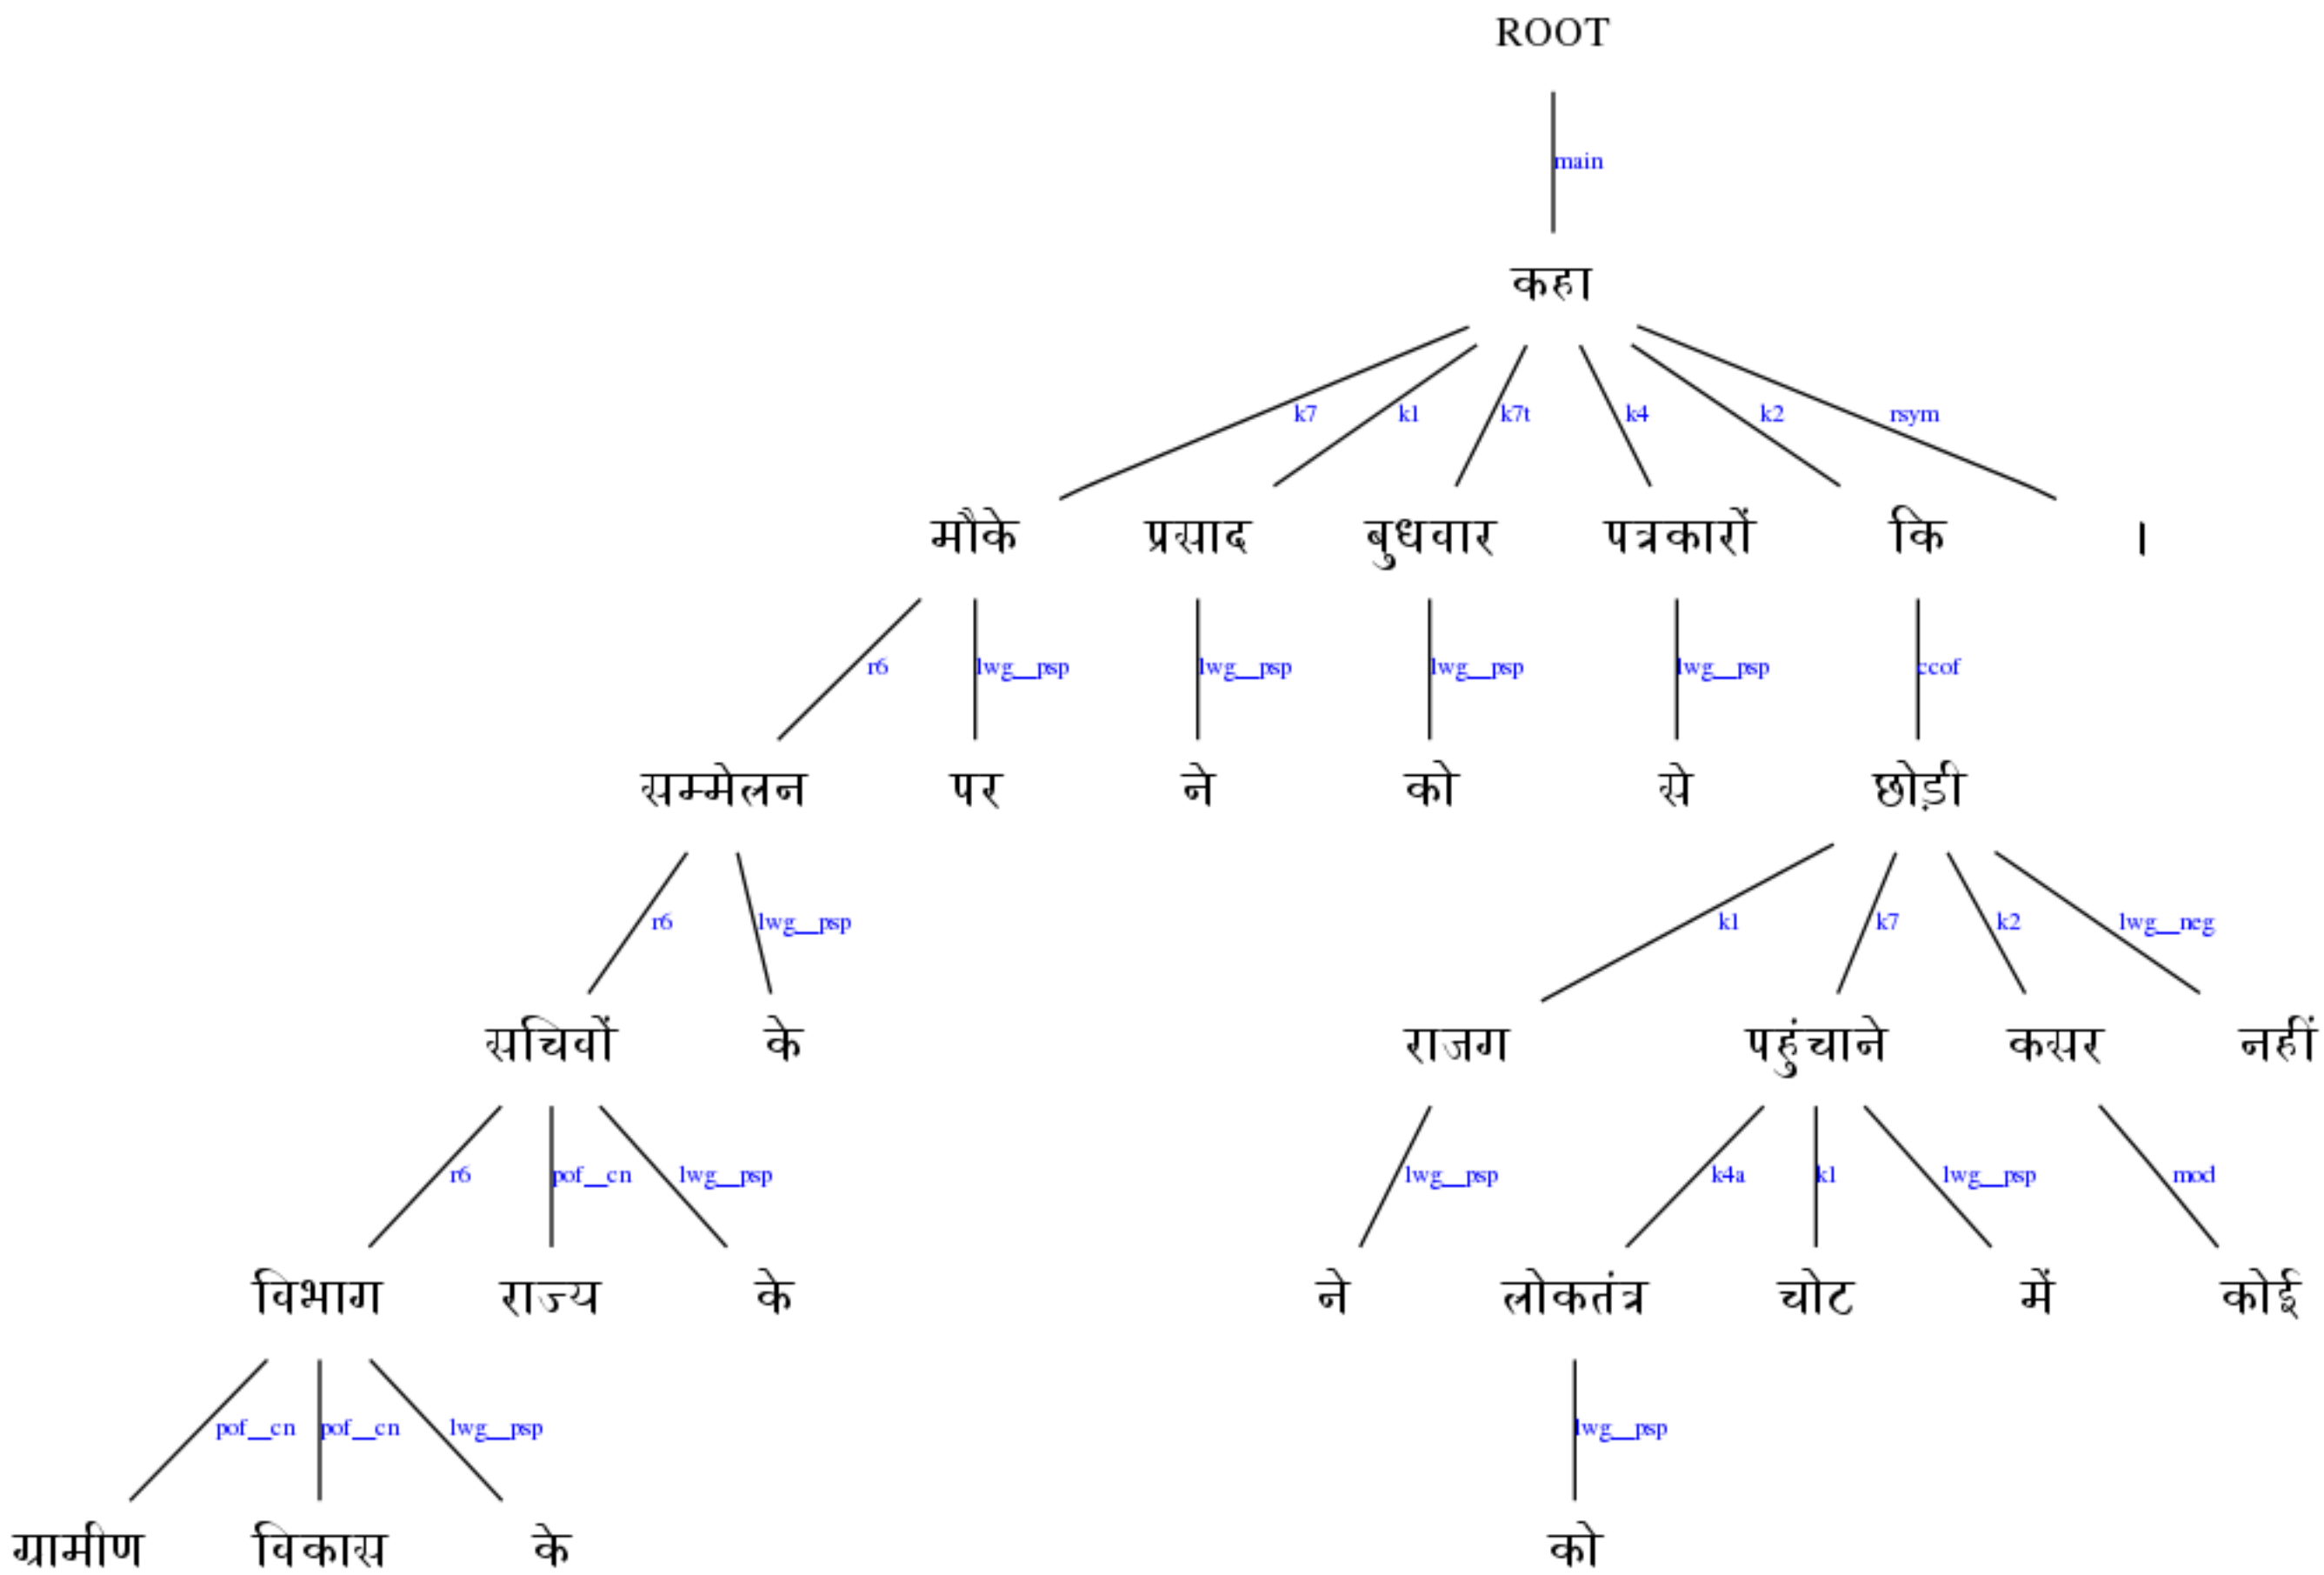 ROOT
main
कहा
k7 k1 k7t k4 k2 rsym
मौके प्रसाद बुधवार पत्रकारों कि ।
r6 lwg__psp lwg__psp lwg__psp lwg__psp ccof
सम्मेलन पर ने को से छोड़ी
r6 lwg__psp k1 k7 k2 lwg__neg
सचिवों के राजग पहुंचाने कसर नहीं
r6 pof__cn lwg__psp lwg__psp k4a k1 lwg__psp mod
विभाग राज्य के ने लोकतंत्र चोट में कोई
pof__cn pof__cn lwg__psp lwg__psp
ग्रामीण विकास के को